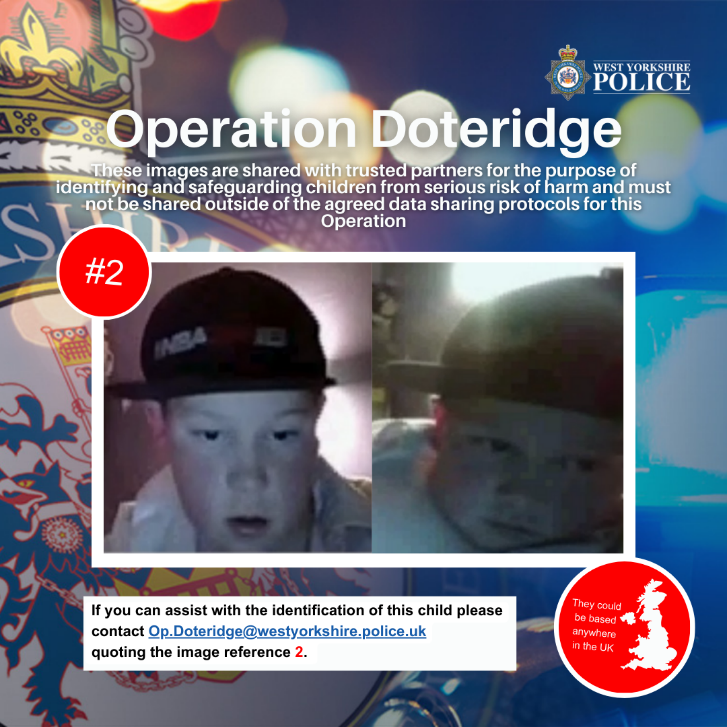 WEST YORKSHIRE
POLICE
Operation Doteridge
These images are shared with trusted partners for the purpose of
identifying and safeguarding children from serious risk of harm and must
not be shared outside of the agreed data sharing protocols for this
Operation
#2
NBA
If you can assist with the identification of this child please
contact Op.Doteridge@westyorkshire.police.uk
quoting the image reference 2.
They could
be based
anywhere
in the UK